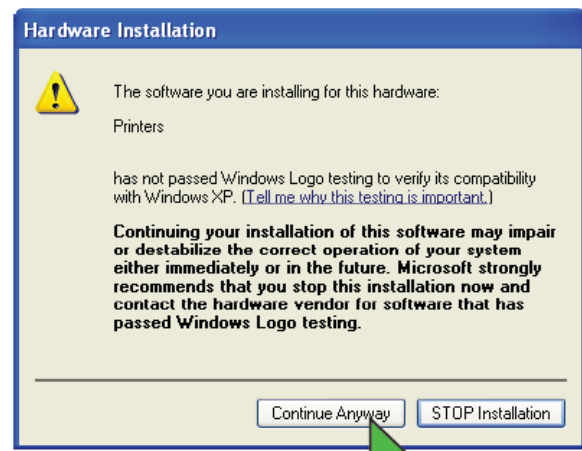 Hardware Installation
The software you are installing for this hardware:
Printers
has not passed Windows Logo testing to verify its compatibility
with Windows XP. (Tell me why this testing is important.)
Continuing your installation of this software may impair
or destabilize the correct operation of your system
either immediately or in the future. Microsoft strongly
recommends that you stop this installation now and
contact the hardware vendor for software that has
passed Windows Logo testing.
Continue Anyway
STOP Installation